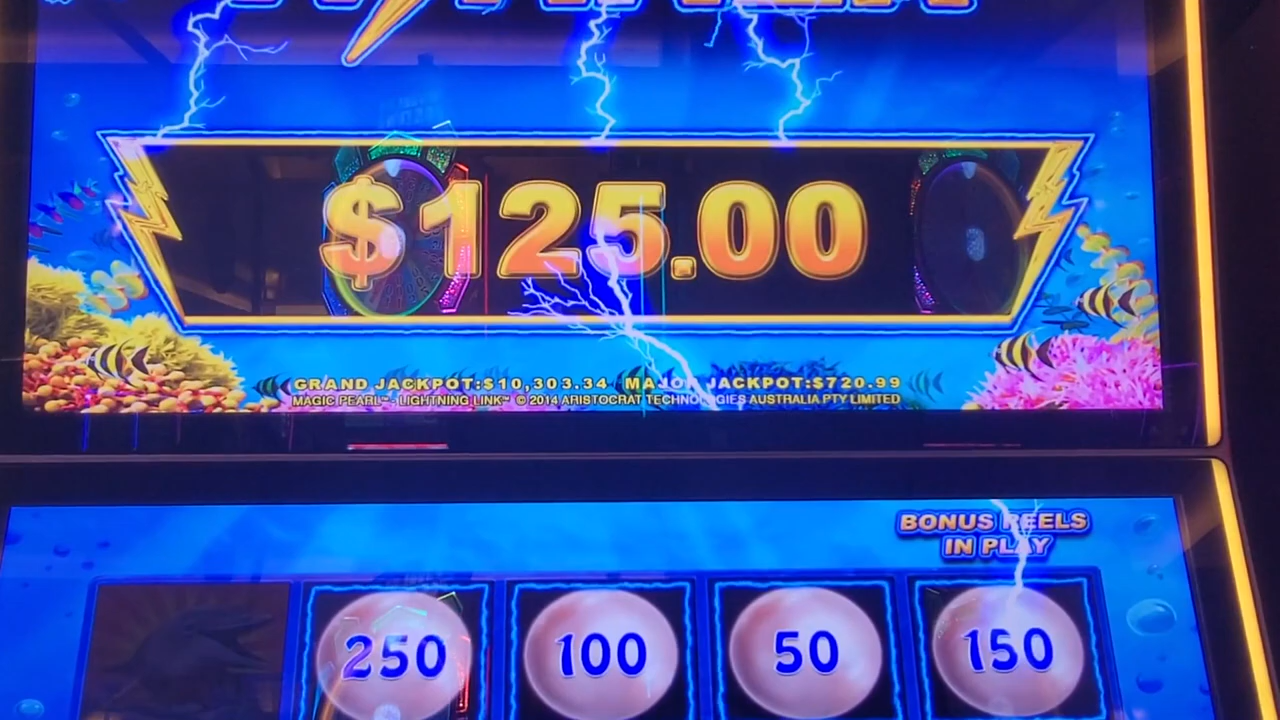 $125.00
GRAND JACKPOT:$10,303.34 MAJOR JACKPOT:$720.99
MAGIC PEARL™ - LIGHTNING LINK™ © 2014 ARISTOCRAT TECHNOLOGIES AUSTRALIA PTY LIMITED
BONUS REELS
IN PLAY
250 100 50 150